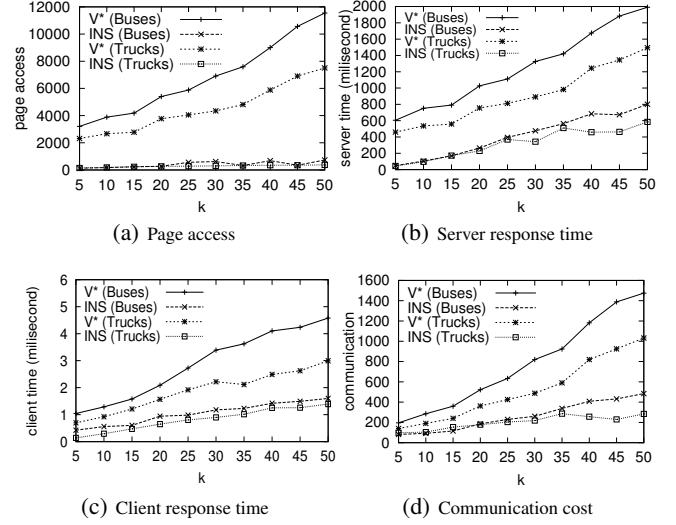 V* (Buses)
INS (Buses)
V* (Trucks)
INS (Trucks)
page access
12000
10000
8000
6000
4000
2000
0
5 10 15 20 25 30 35 40 45 50
k
(a) Page access
V* (Buses)
INS (Buses)
V* (Trucks)
INS (Trucks)
server time (milisecond)
2000
1800
1600
1400
1200
1000
800
600
400
200
0
5 10 15 20 25 30 35 40 45 50
k
(b) Server response time
V* (Buses)
INS (Buses)
V* (Trucks)
INS (Trucks)
client time (milisecond)
6
5
4
3
2
1
0
5 10 15 20 25 30 35 40 45 50
k
(c) Client response time
V* (Buses)
INS (Buses)
V* (Trucks)
INS (Trucks)
communication
1600
1400
1200
1000
800
600
400
200
0
5 10 15 20 25 30 35 40 45 50
k
(d) Communication cost